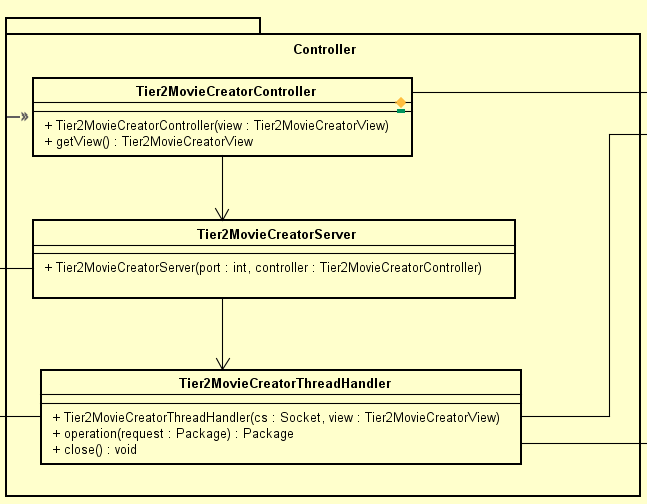 Controller
Tier2MovieCreatorController
+ Tier2MovieCreatorController(view : Tier2MovieCreatorView)
+ getView() : Tier2MovieCreatorView
Tier2MovieCreatorServer
+ Tier2MovieCreatorServer(port : int, controller : Tier2MovieCreatorController)
Tier2MovieCreatorThreadHandler
+ Tier2MovieCreatorThreadHandler(cs : Socket, view : Tier2MovieCreatorView)
+ operation(request : Package) : Package
+ close() : void